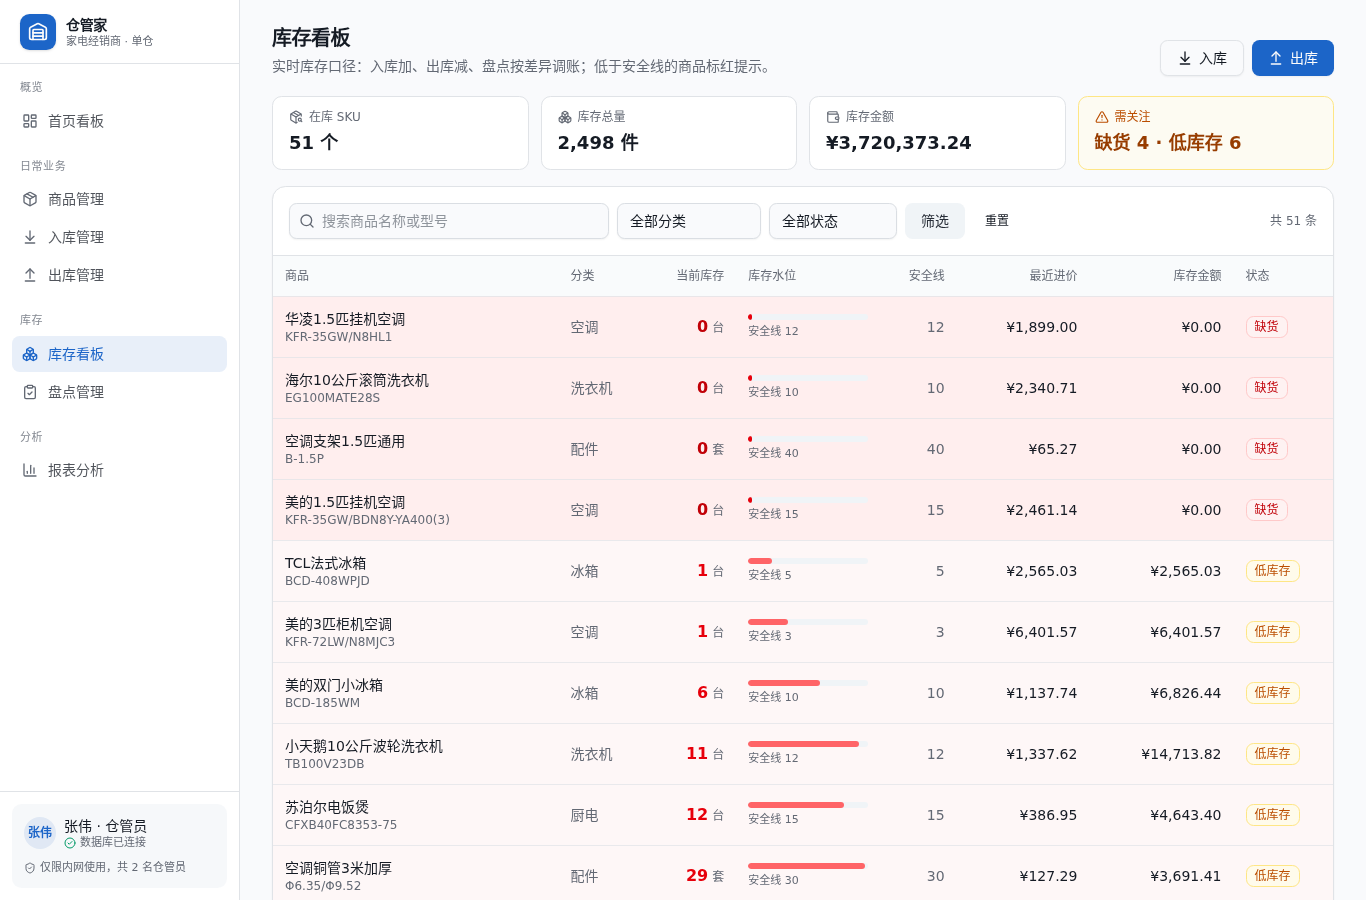 仓管家
家电经销商 · 单仓
概览
首页看板
日常业务
商品管理
入库管理
出库管理
库存
库存看板
盘点管理
分析
报表分析
张伟
张伟 · 仓管员
数据库已连接
仅限内网使用，共 2 名仓管员
库存看板
实时库存口径：入库加、出库减、盘点按差异调账；低于安全线的商品标红提示。
入库
出库
在库 SKU
51 个
库存总量
2,498 件
库存金额
¥3,720,373.24
需关注
缺货 4 · 低库存 6
搜索商品名称或型号
全部分类
全部状态
筛选
重置
共 51 条
商品 分类 当前库存 库存水位 安全线 最近进价 库存金额 状态
华凌1.5匹挂机空调
KFR-35GW/N8HL1
空调 0 台 安全线 12 12 ¥1,899.00 ¥0.00 缺货
海尔10公斤滚筒洗衣机
EG100MATE28S
洗衣机 0 台 安全线 10 10 ¥2,340.71 ¥0.00 缺货
空调支架1.5匹通用
B-1.5P
配件 0 套 安全线 40 40 ¥65.27 ¥0.00 缺货
美的1.5匹挂机空调
KFR-35GW/BDN8Y-YA400(3)
空调 0 台 安全线 15 15 ¥2,461.14 ¥0.00 缺货
TCL法式冰箱
BCD-408WPJD
冰箱 1 台 安全线 5 5 ¥2,565.03 ¥2,565.03 低库存
美的3匹柜机空调
KFR-72LW/N8MJC3
空调 1 台 安全线 3 3 ¥6,401.57 ¥6,401.57 低库存
美的双门小冰箱
BCD-185WM
冰箱 6 台 安全线 10 10 ¥1,137.74 ¥6,826.44 低库存
小天鹅10公斤波轮洗衣机
TB100V23DB
洗衣机 11 台 安全线 12 12 ¥1,337.62 ¥14,713.82 低库存
苏泊尔电饭煲
CFXB40FC8353-75
厨电 12 台 安全线 15 15 ¥386.95 ¥4,643.40 低库存
空调铜管3米加厚
Φ6.35/Φ9.52
配件 29 套 安全线 30 30 ¥127.29 ¥3,691.41 低库存